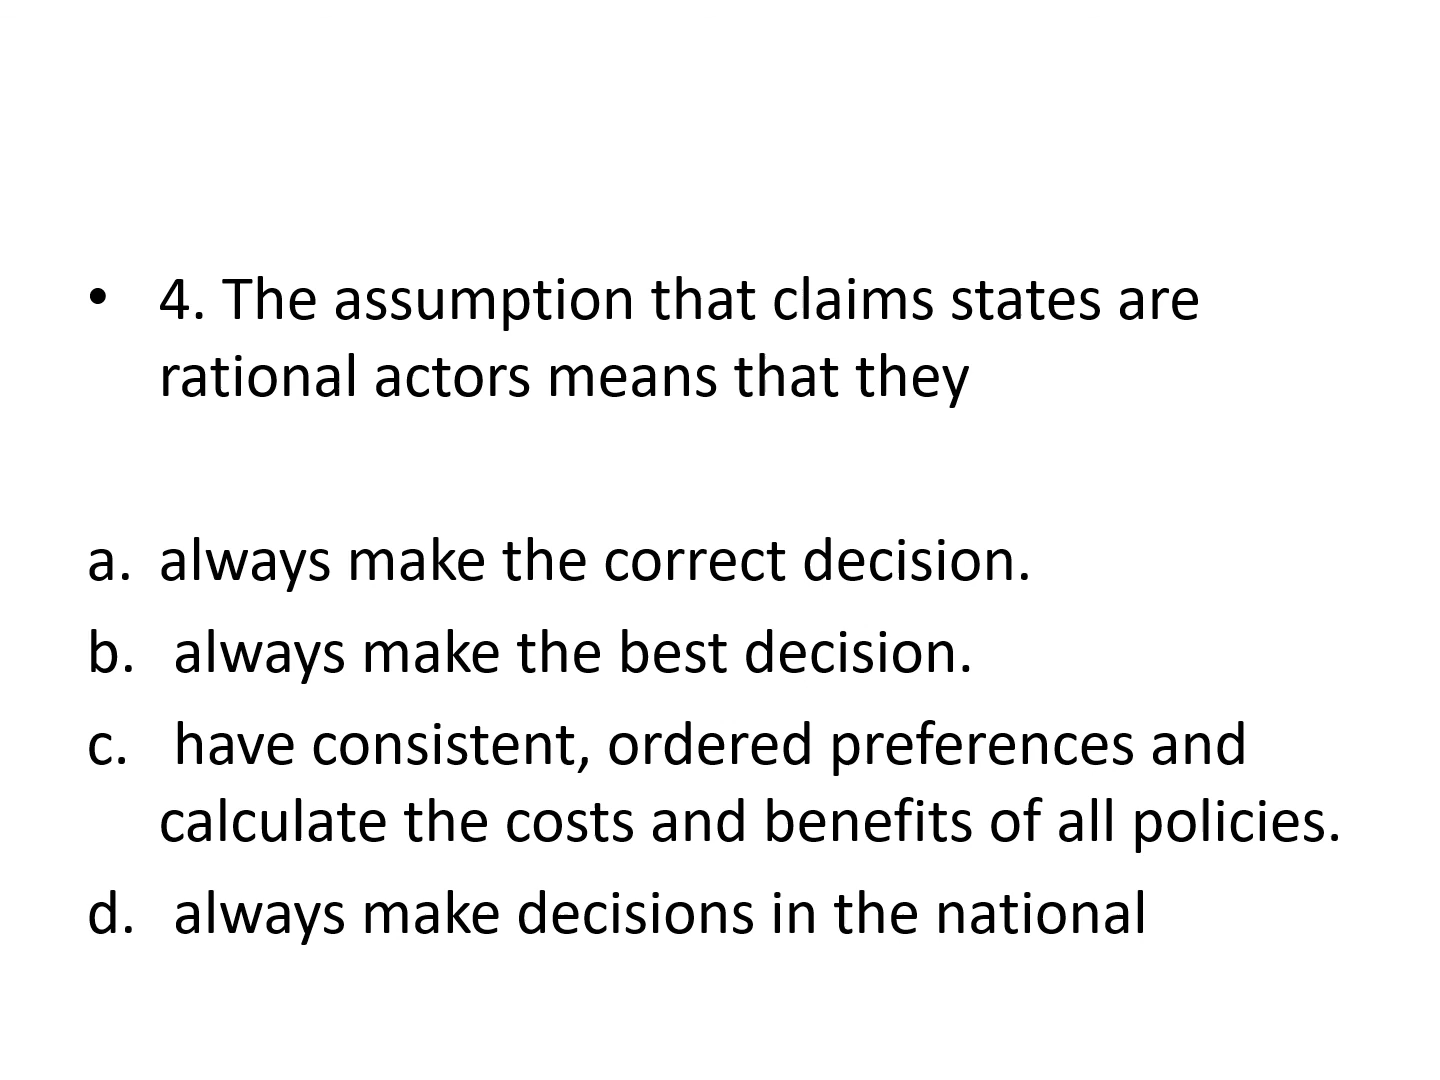 • 4. The assumption that claims states are
rational actors means that they
a. always make the correct decision.
b. always make the best decision.
c. have consistent, ordered preferences and
calculate the costs and benefits of all policies.
d. always make decisions in the national